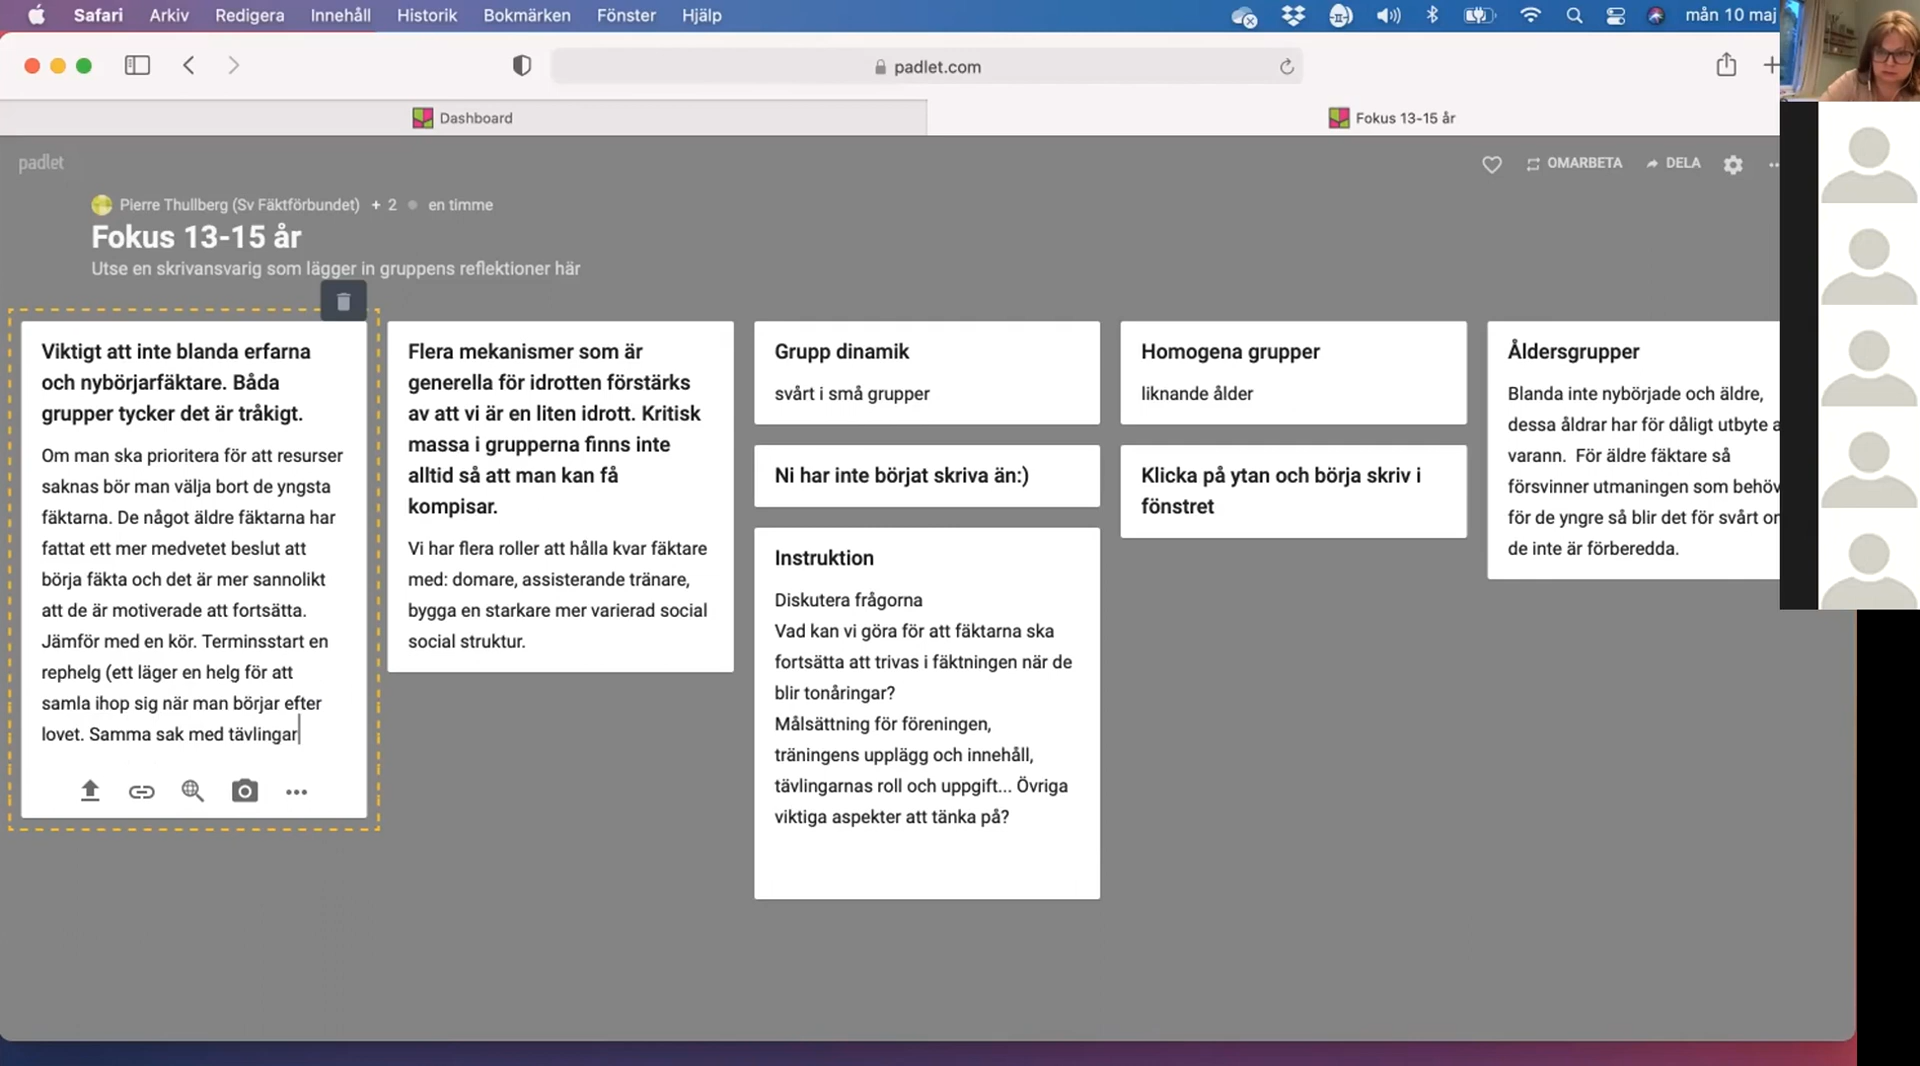 Safari Arkiv Redigera Innehåll Historik Bokmärken Fönster Hjälp mån 10 maj
padlet.com
Dashboard
Fokus 13-15 år
padlet
OMARBETA DELA
Pierre Thullberg (Sv Fäktförbundet) + 2 en timme
Fokus 13-15 år
Utse en skrivansvarig som lägger in gruppens reflektioner här
Viktigt att inte blanda erfarna
och nybörjarfäktare. Båda
grupper tycker det är tråkigt.
Om man ska prioritera för att resurser
saknas bör man välja bort de yngsta
fäktarna. De något äldre fäktarna har
fattat ett mer medvetet beslut att
börja fäkta och det är mer sannolikt
att de är motiverade att fortsätta.
Jämför med en kör. Terminsstart en
rephelg (ett läger en helg för att
samla ihop sig när man börjar efter
lovet. Samma sak med tävlingar
Flera mekanismer som är
generella för idrotten förstärks
av att vi är en liten idrott. Kritisk
massa i grupperna finns inte
alltid så att man kan få
kompisar.
Vi har flera roller att hålla kvar fäktare
med: domare, assisterande tränare,
bygga en starkare mer varierad social
social struktur.
Grupp dinamik
svårt i små grupper
Ni har inte börjat skriva än:)
Instruktion
Diskutera frågorna
Vad kan vi göra för att fäktarna ska
fortsätta att trivas i fäktningen när de
blir tonåringar?
Målsättning för föreningen,
träningens upplägg och innehåll,
tävlingarnas roll och uppgift... Övriga
viktiga aspekter att tänka på?
Homogena grupper
liknande ålder
Klicka på ytan och börja skriv i
fönstret
Åldersgrupper
Blanda inte nybörjade och äldre,
dessa åldrar har för dåligt utbyte a
varann. För äldre fäktare så
försvinner utmaningen som behöv
för de yngre så blir det för svårt
de inte är förberedda.